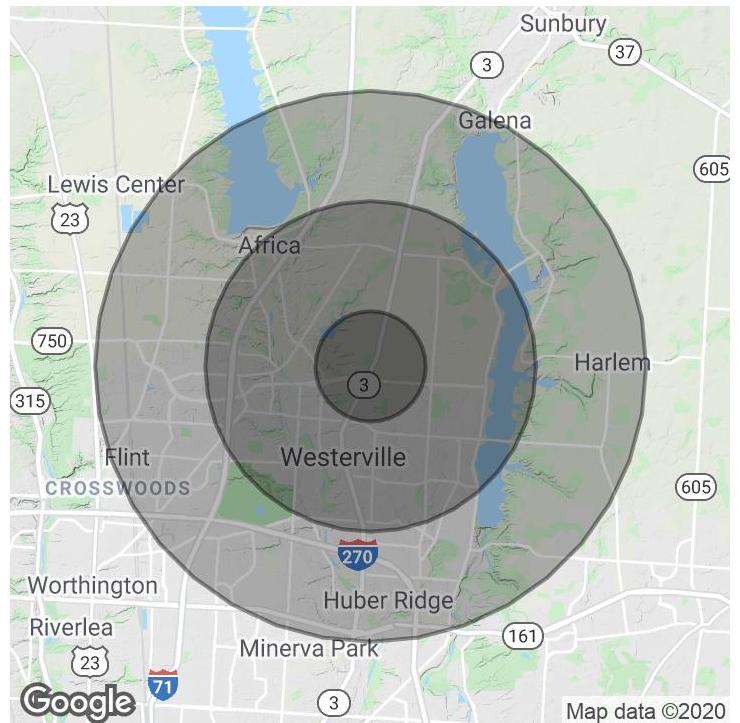 Sunbury
37
3
Galena
605
Lewis Center
23
Africa
750
Harlem
3
315
Flint
Westerville
CROSSWOODS
605
270
Worthington
Huber Ridge
Riverlea
161
Minerva Park
23
71
3
Google
Map data ©2020